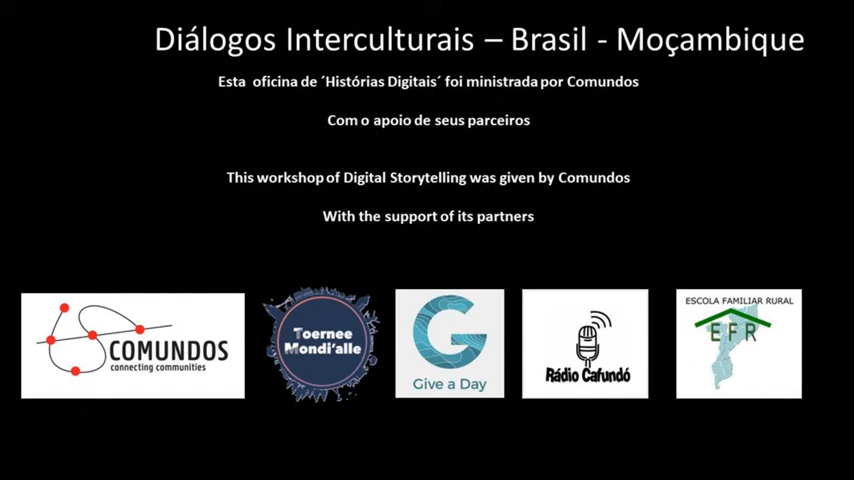 Diálogos Interculturais – Brasil - Moçambique
Esta oficina de ´Histórias Digitais´ foi ministrada por Comundos
Com o apoio de seus parceiros
This workshop of Digital Storytelling was given by Comundos
With the support of its partners
COMUNDOS
connecting communities
Toernee
Mondi'alle
G
Give a Day
Rádio Cafundó
ESCOLA FAMILIAR RURAL
EFR